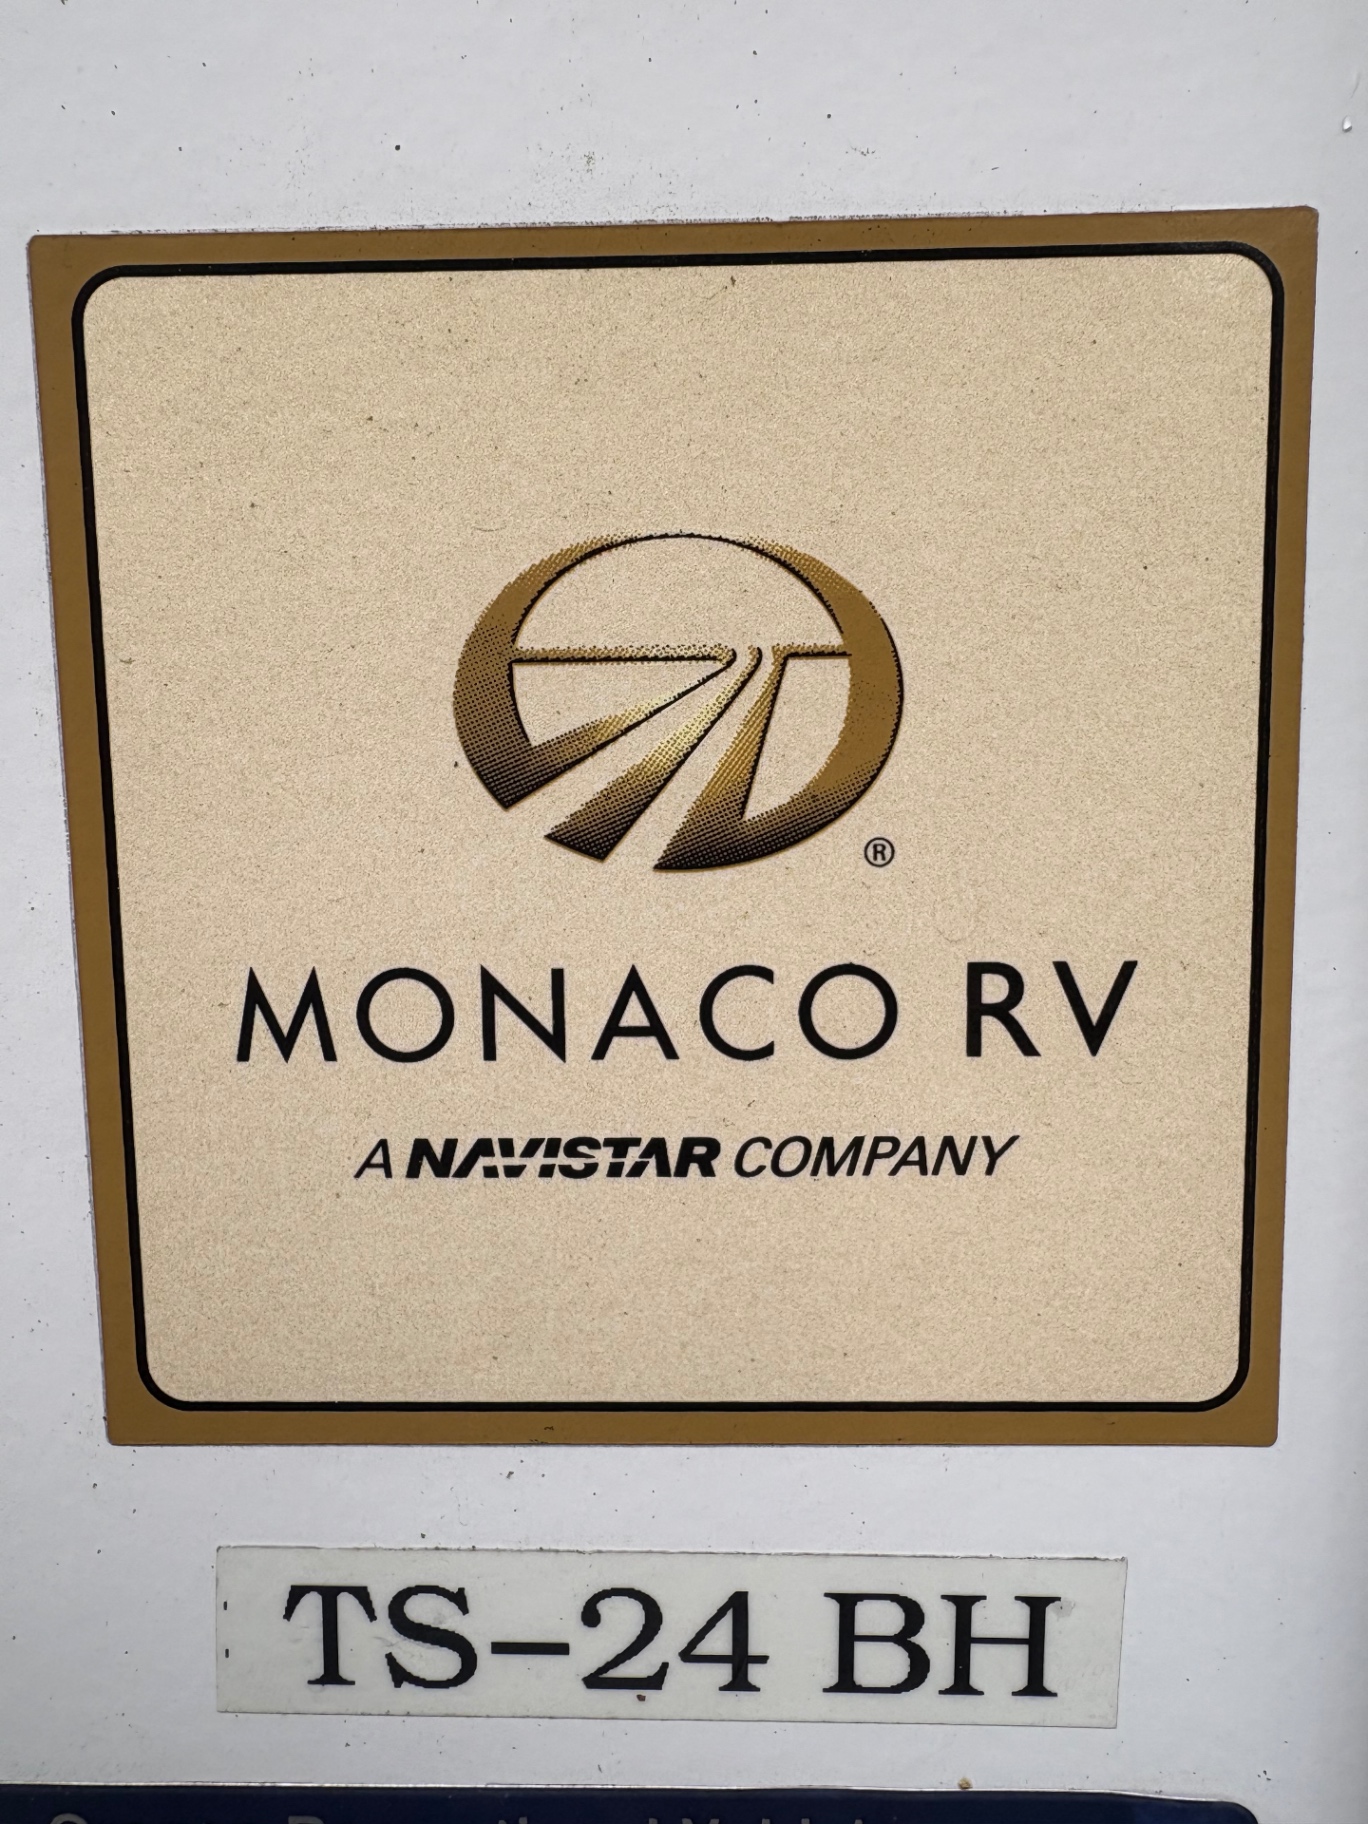 ®
MONACO RV
A NAVISTAR COMPANY
TS-24 BH